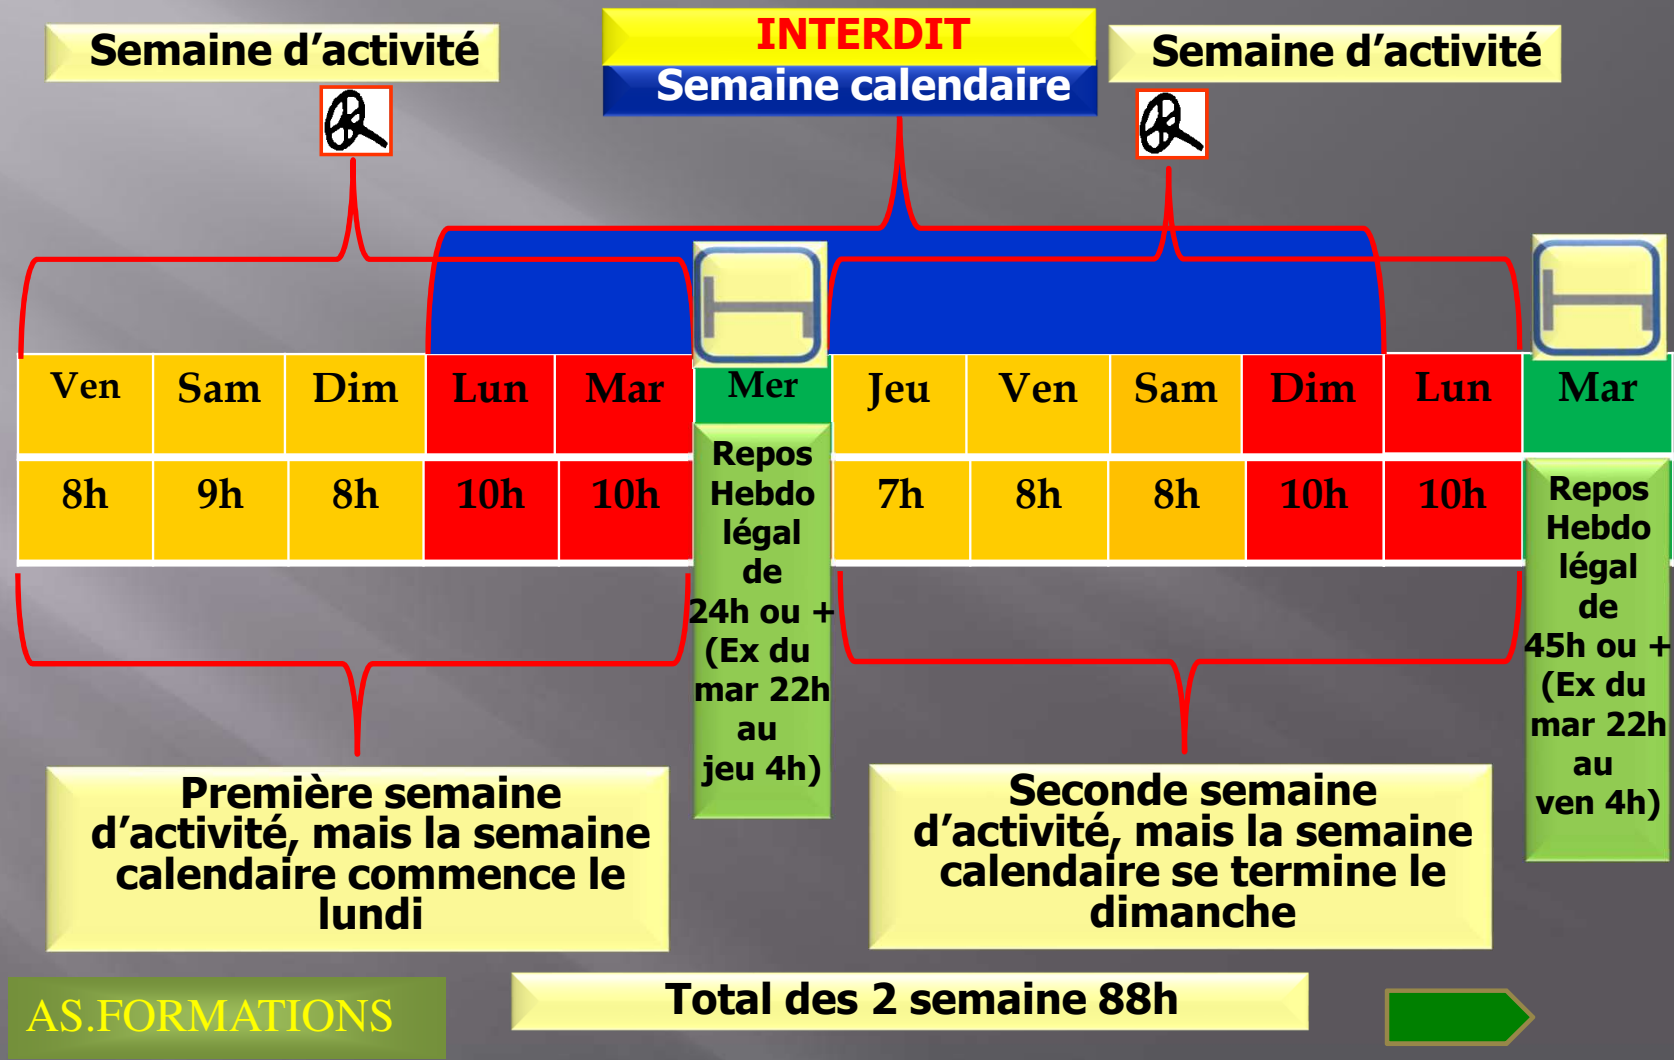 Semaine d’activité
INTERDIT
Semaine calendaire
Semaine d’activité
Ven Sam Dim Lun Mar Mer Jeu Ven Sam Dim Lun Mar
8h 9h 8h 10h 10h 7h 8h 8h 10h 10h
Repos
Hebdo
légal
de
24h ou +
(Ex du
mar 22h
au
jeu 4h)
Repos
Hebdo
légal
de
45h ou +
(Ex du
mar 22h
au
ven 4h)
Première semaine
d’activité, mais la semaine
calendaire commence le
lundi
Seconde semaine
d’activité, mais la semaine
calendaire se termine le
dimanche
AS.FORMATIONS
Total des 2 semaine 88h